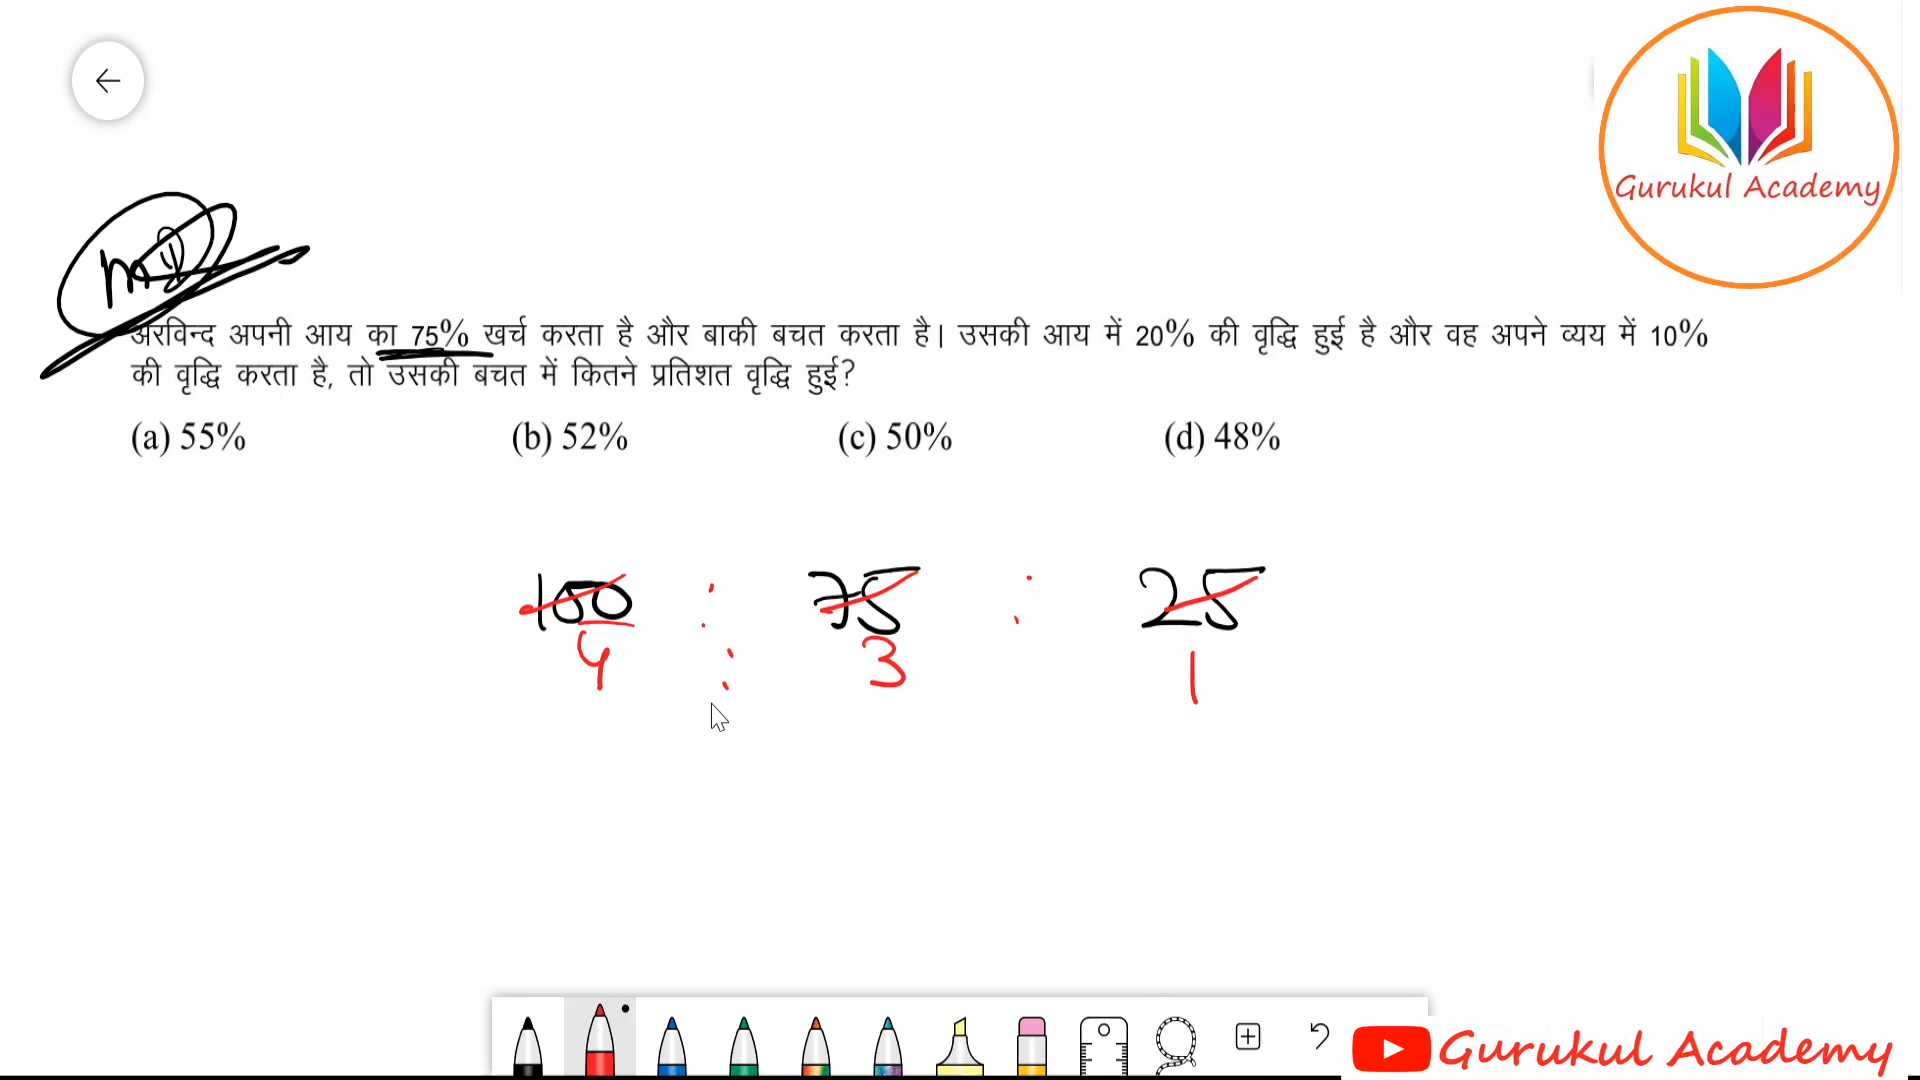 Gurukul Academy
अरविन्द अपनी आय का 75% खर्च करता है और बाकी बचत करता है। उसकी आय में 20% की वृद्धि हुई है और वह अपने व्यय में 10%
की वृद्धि करता है, तो उसकी बचत में कितने प्रतिशत वृद्धि हुई?
(a) 55% (b) 52% (c) 50% (d) 48%
100 : 75 : 25
4 : 3 1
Gurukul Academy